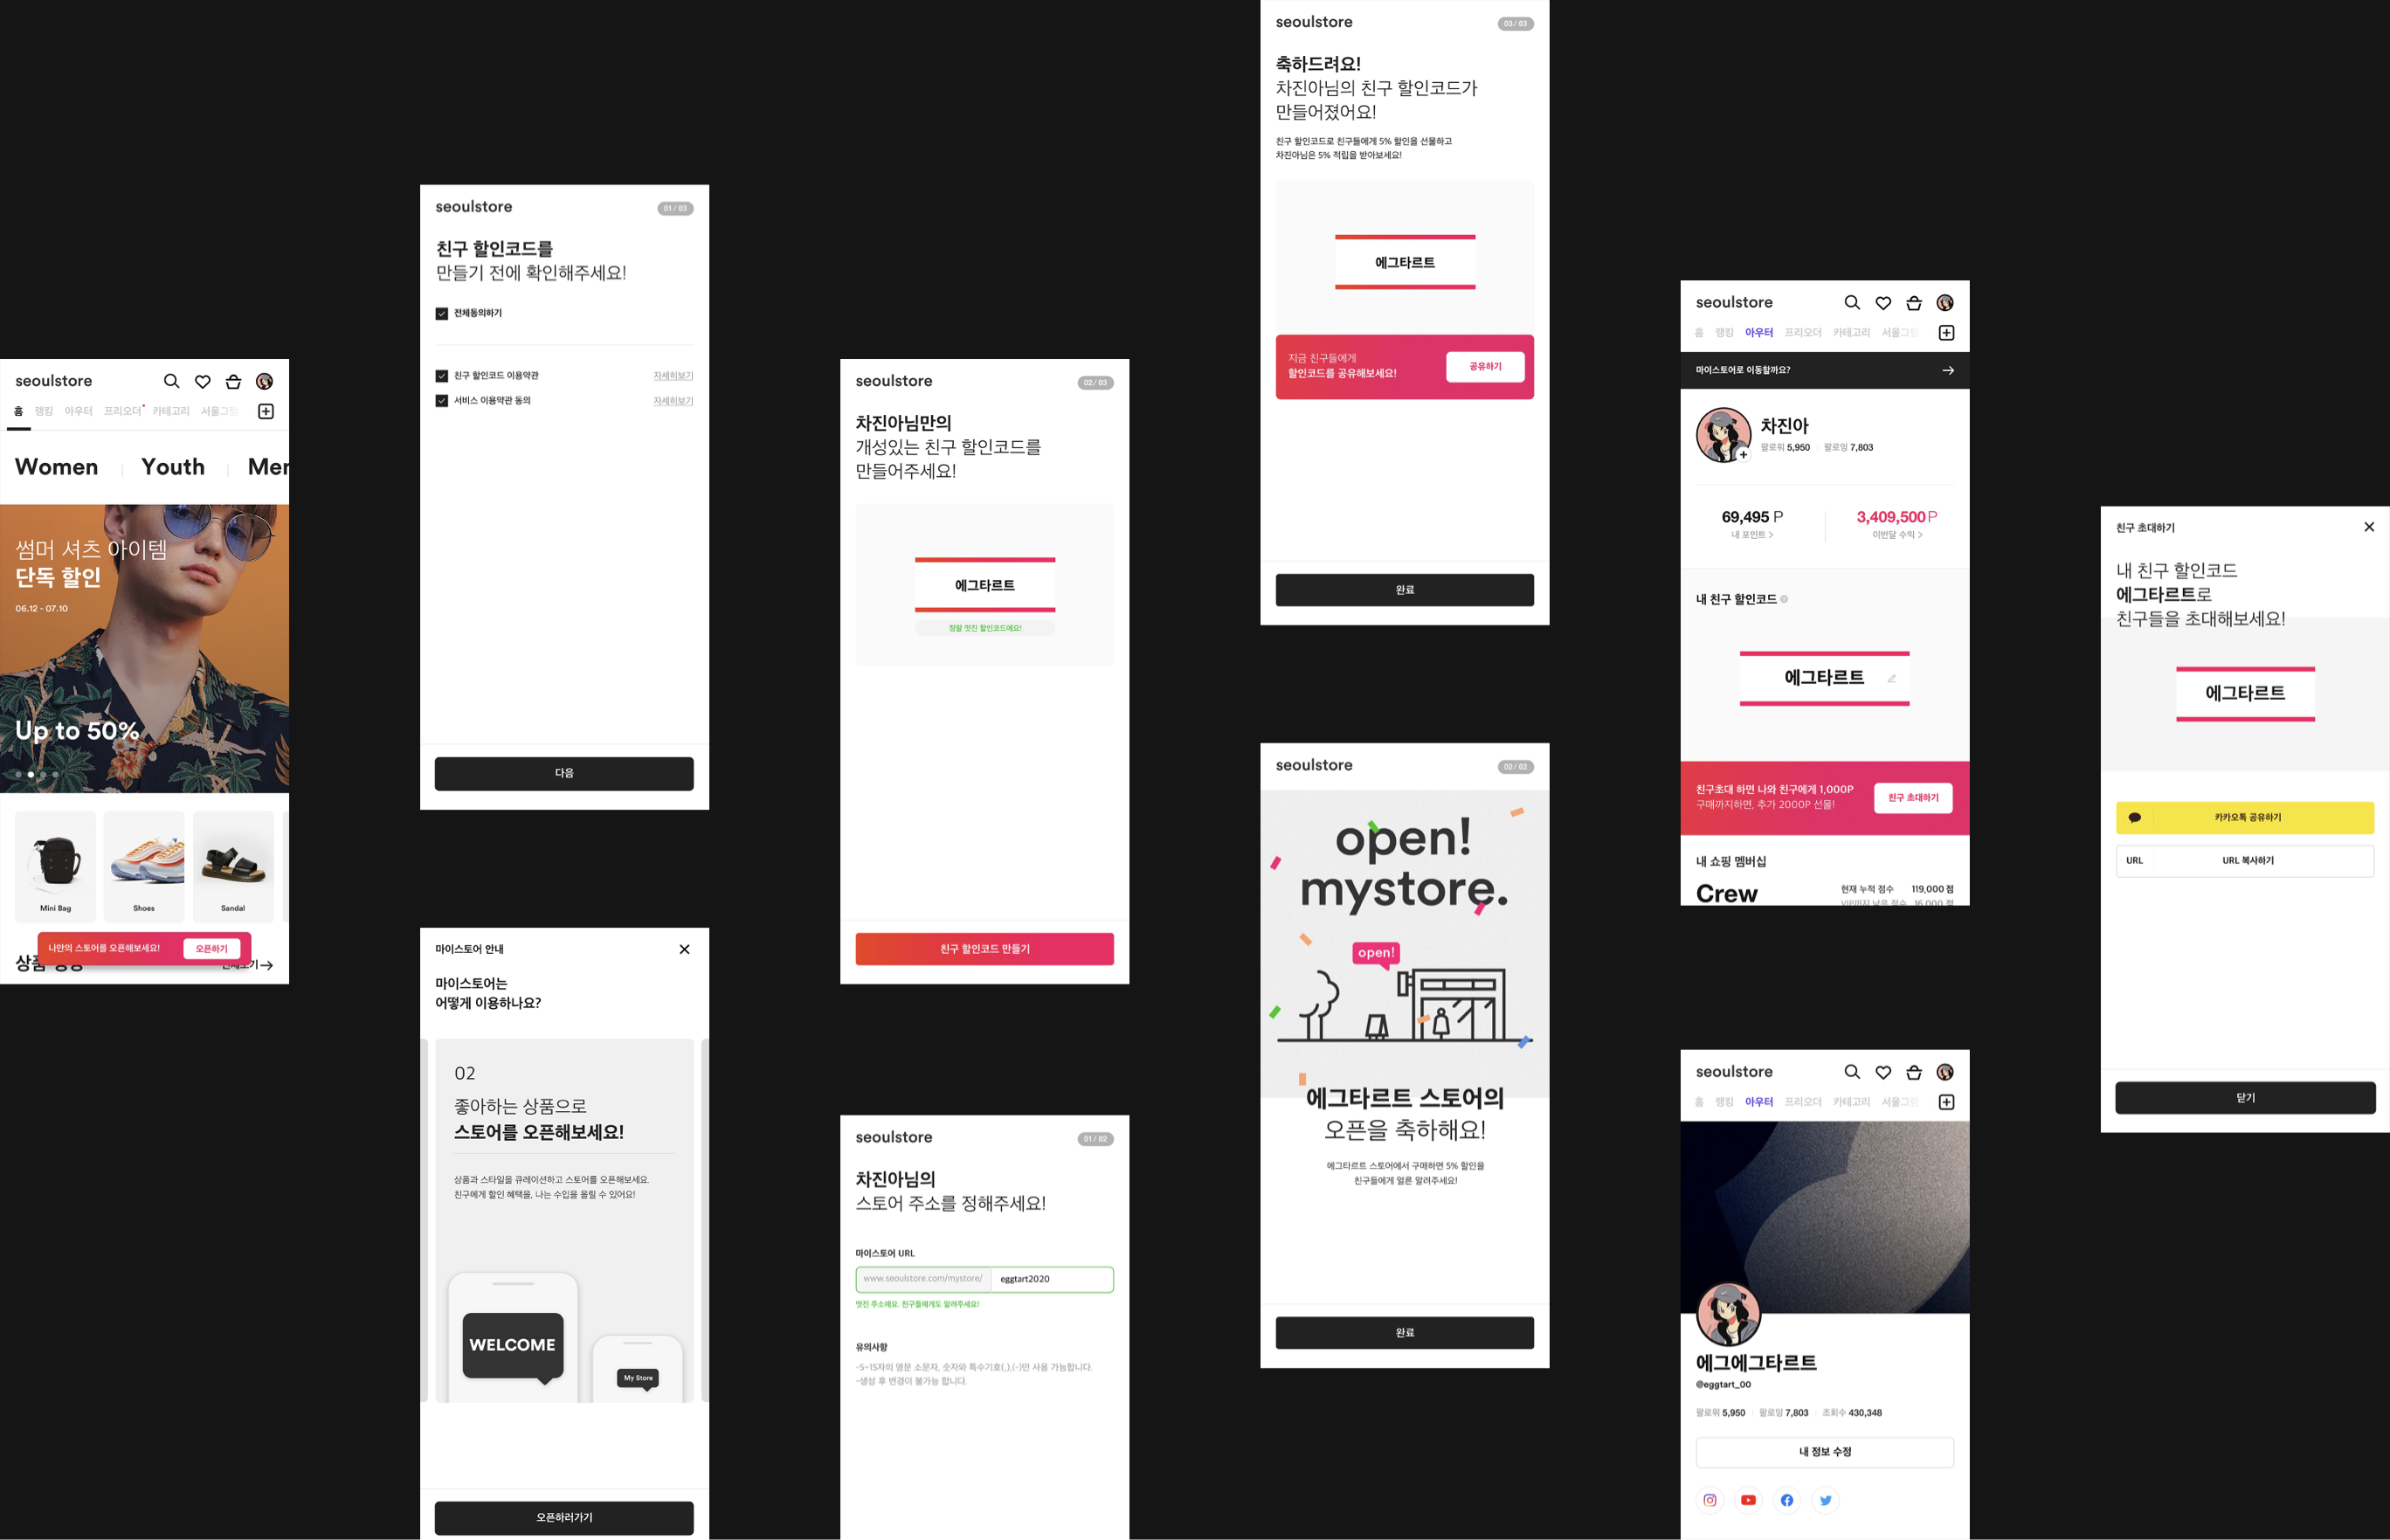 seoulstore
홈 랭킹 아우터 프리오더 카테고리
Women Youth
썸머 셔츠 아이템
단독 할인
06.12 - 07.10
Up to 50%
Mini Bag Shoes Sandal
나만의 스토어를 오픈해보세요! 오픈하기
seoulstore 01 / 03
친구 할인코드를
만들기 전에 확인해주세요!
전체동의하기
친구 할인코드 이용약관 자세히보기
서비스 이용약관 동의 자세히보기
다음
마이스토어 안내
마이스토어는
어떻게 이용하나요?
02
좋아하는 상품으로
스토어를 오픈해보세요!
상품과 스타일을 큐레이션하고 스토어를 오픈해보세요.
친구에게 할인 혜택을, 나는 수입을 올릴 수 있어요!
WELCOME
My Store
오픈하러가기
seoulstore 02 / 03
차진아님만의
개성있는 친구 할인코드를
만들어주세요!
에그타르트
정말 멋진 할인코드에요!
친구 할인코드 만들기
seoulstore 01 / 02
차진아님의
스토어 주소를 정해주세요!
마이스토어 URL
www.seoulstore.com/mystore/ eggtart2020
멋진 주소에요. 친구들에게도 알려주세요!
유의사항
-5~15자의 영문 소문자, 숫자와 특수기호(_),(-)만 사용 가능합니다.
-생성 후 변경이 불가능 합니다.
seoulstore 03 / 03
축하드려요!
차진아님의 친구 할인코드가
만들어졌어요!
친구 할인코드로 친구들에게 5% 할인을 선물하고
차진아님은 5% 적립을 받아보세요!
에그타르트
지금 친구들에게
할인코드를 공유해보세요!
공유하기
완료
seoulstore 02 / 02
open!
mystore.
open!
에그타르트 스토어의
오픈을 축하해요!
에그타르트 스토어에서 구매하면 5% 할인을
친구들에게 얼른 알려주세요!
완료
seoulstore
홈 랭킹 아우터 프리오더 카테고리
마이스토어로 이동할까요?
차진아
팔로워 5,950 팔로잉 7,803
69,495 P 3,409,500 P
내 포인트 > 이번달 수익 >
내 친구 할인코드
에그타르트
친구초대 하면 나와 친구에게 1,000P
구매까지하면, 추가 2000P 선물!
친구 초대하기
내 쇼핑 멤버십
Crew 현재 누적 점수 119,000 점
VIP까지 남은 점수 16,000 점
seoulstore
홈 랭킹 아우터 프리오더 카테고리
에그에그타르트
@eggtart_00
팔로워 5,950 팔로잉 7,803 조회수 430,348
내 정보 수정
친구 초대하기
내 친구 할인코드
에그타르트로
친구들을 초대해보세요!
에그타르트
카카오톡 공유하기
URL URL 복사하기
닫기